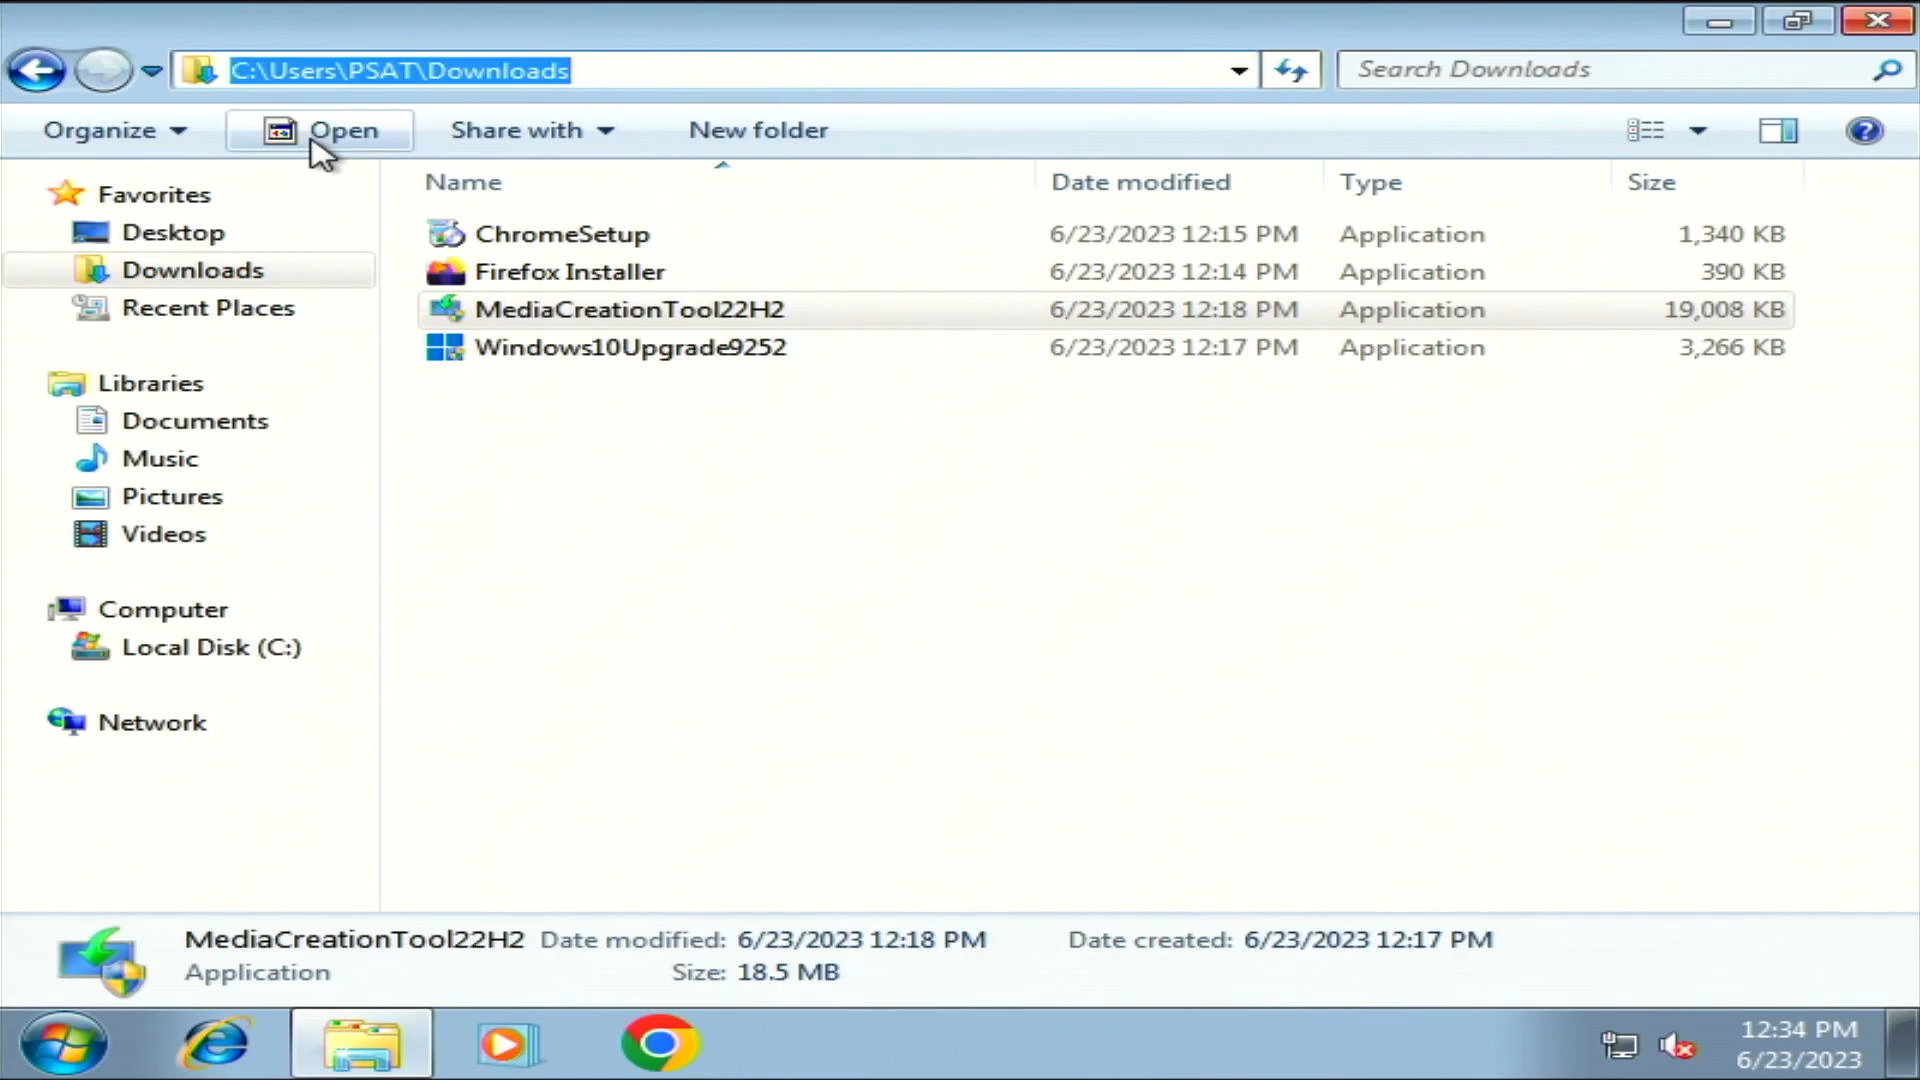 C:\Users\PSAT\Downloads
Search Downloads
Organize
Open
Share with
New folder
Name
Date modified
Type
Size
Favorites
Desktop
Downloads
Recent Places
Libraries
Documents
Music
Pictures
Videos
Computer
Local Disk (C:)
Network
ChromeSetup 6/23/2023 12:15 PM Application 1,340 KB
Firefox Installer 6/23/2023 12:14 PM Application 390 KB
MediaCreationTool22H2 6/23/2023 12:18 PM Application 19,008 KB
Windows10Upgrade9252 6/23/2023 12:17 PM Application 3,266 KB
MediaCreationTool22H2 Date modified: 6/23/2023 12:18 PM Date created: 6/23/2023 12:17 PM
Application Size: 18.5 MB
12:34 PM
6/23/2023